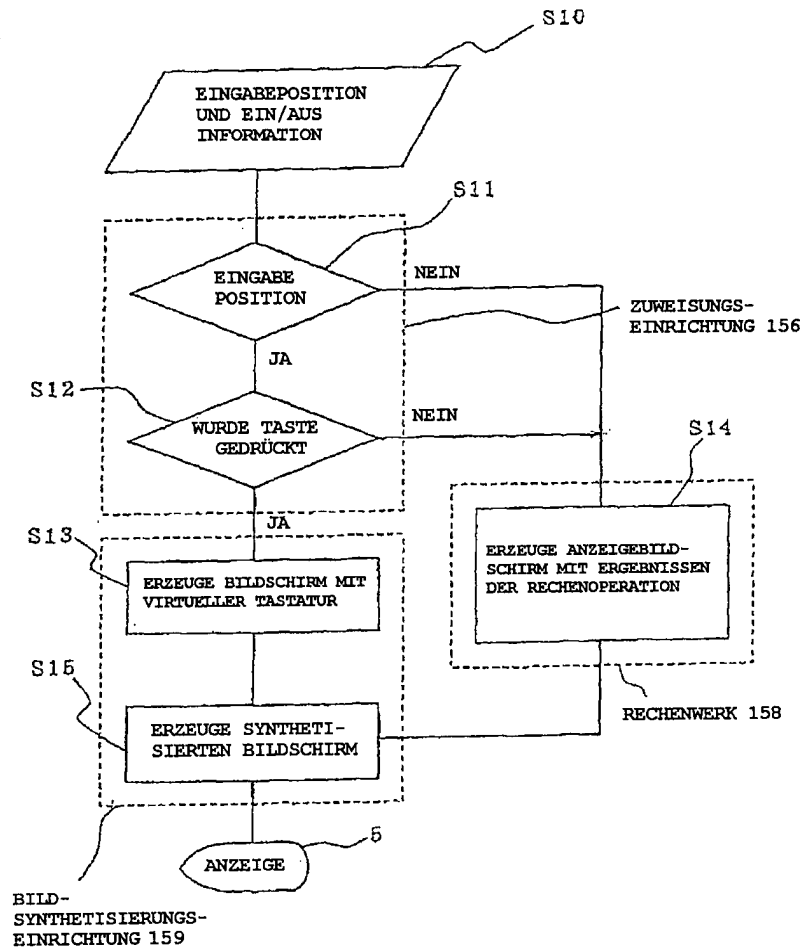 S10
EINGABEPOSITION
UND EIN/AUS
INFORMATION
S11
EINGABE
POSITION
NEIN
ZUWEISUNGS-
EINRICHTUNG 156
JA
S12
WURDE TASTE
GEDRÜCKT
NEIN
S14
JA
S13
ERZEUGE BILDSCHIRM MIT
VIRTUELLER TASTATUR
ERZEUGE ANZEIGEBILD-
SCHIRM MIT ERGEBNISSEN
DER RECHENOPERATION
S15
ERZEUGE SYNTHETI-
SIERTEN BILDSCHIRM
RECHENWERK 158
5
ANZEIGE
BILD-
SYNTHETISIERUNGS-
EINRICHTUNG 159